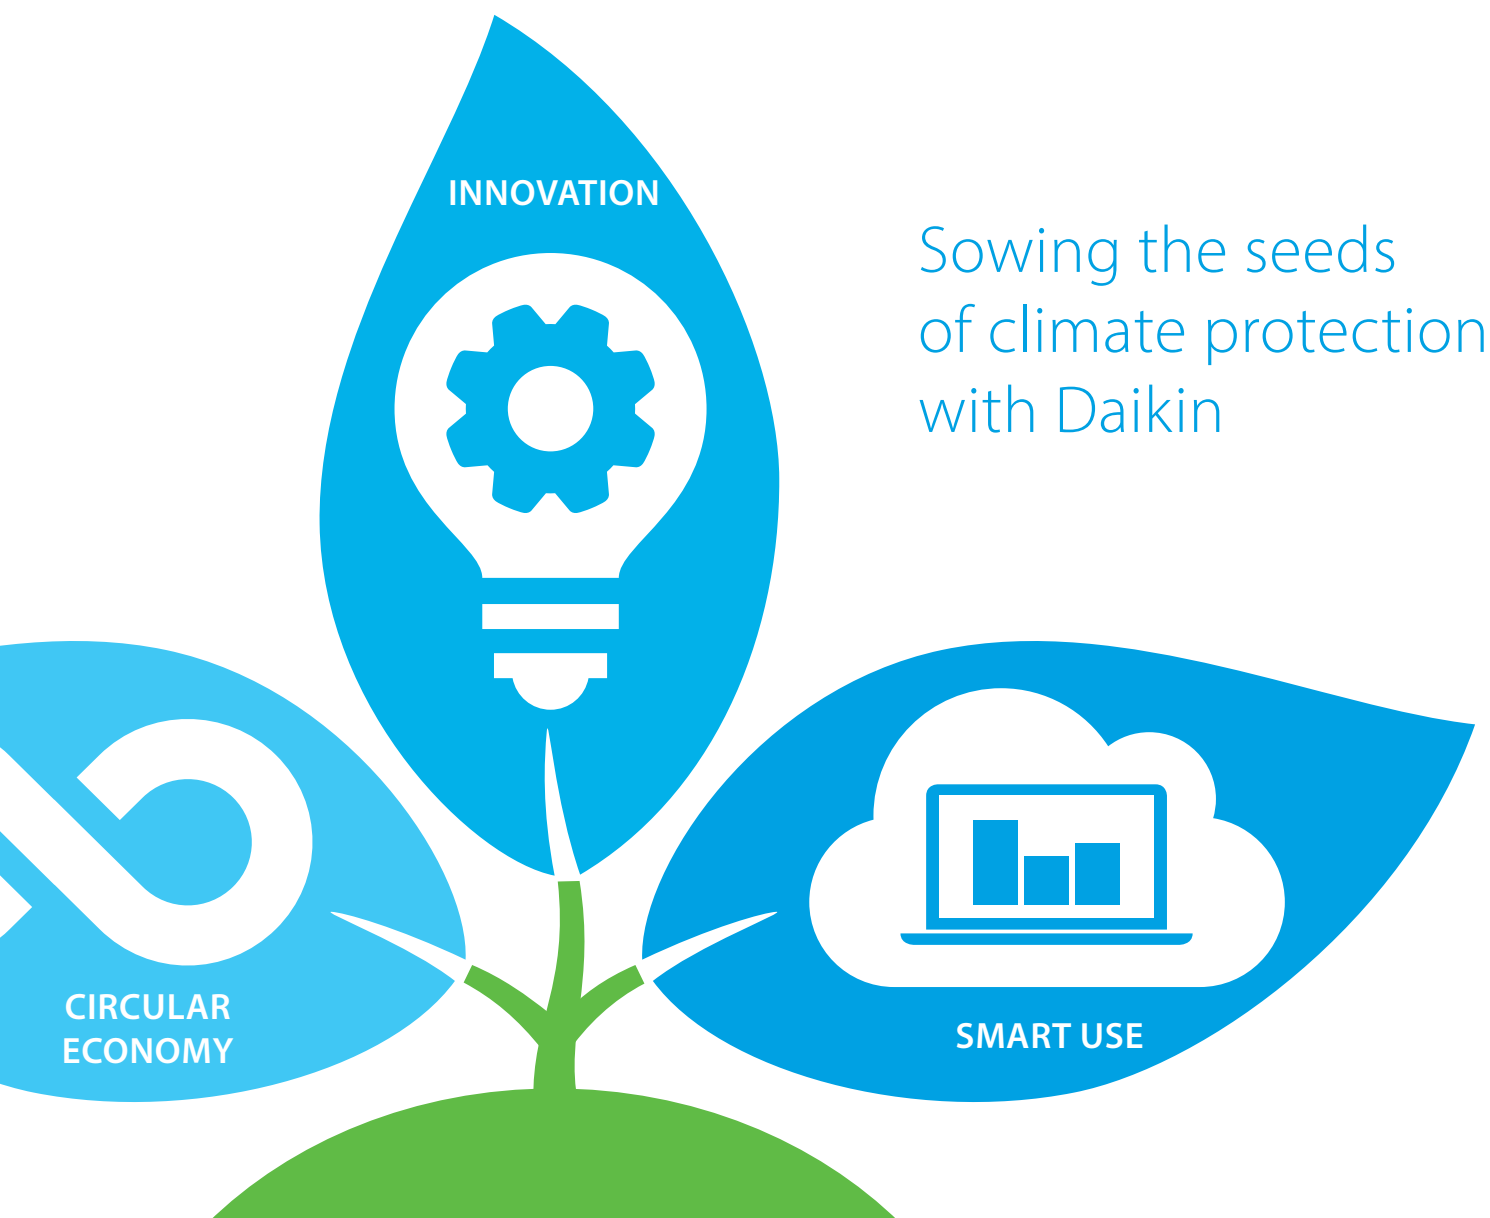 INNOVATION
Sowing the seeds
of climate protection
with Daikin
CIRCULAR
ECONOMY
SMART USE